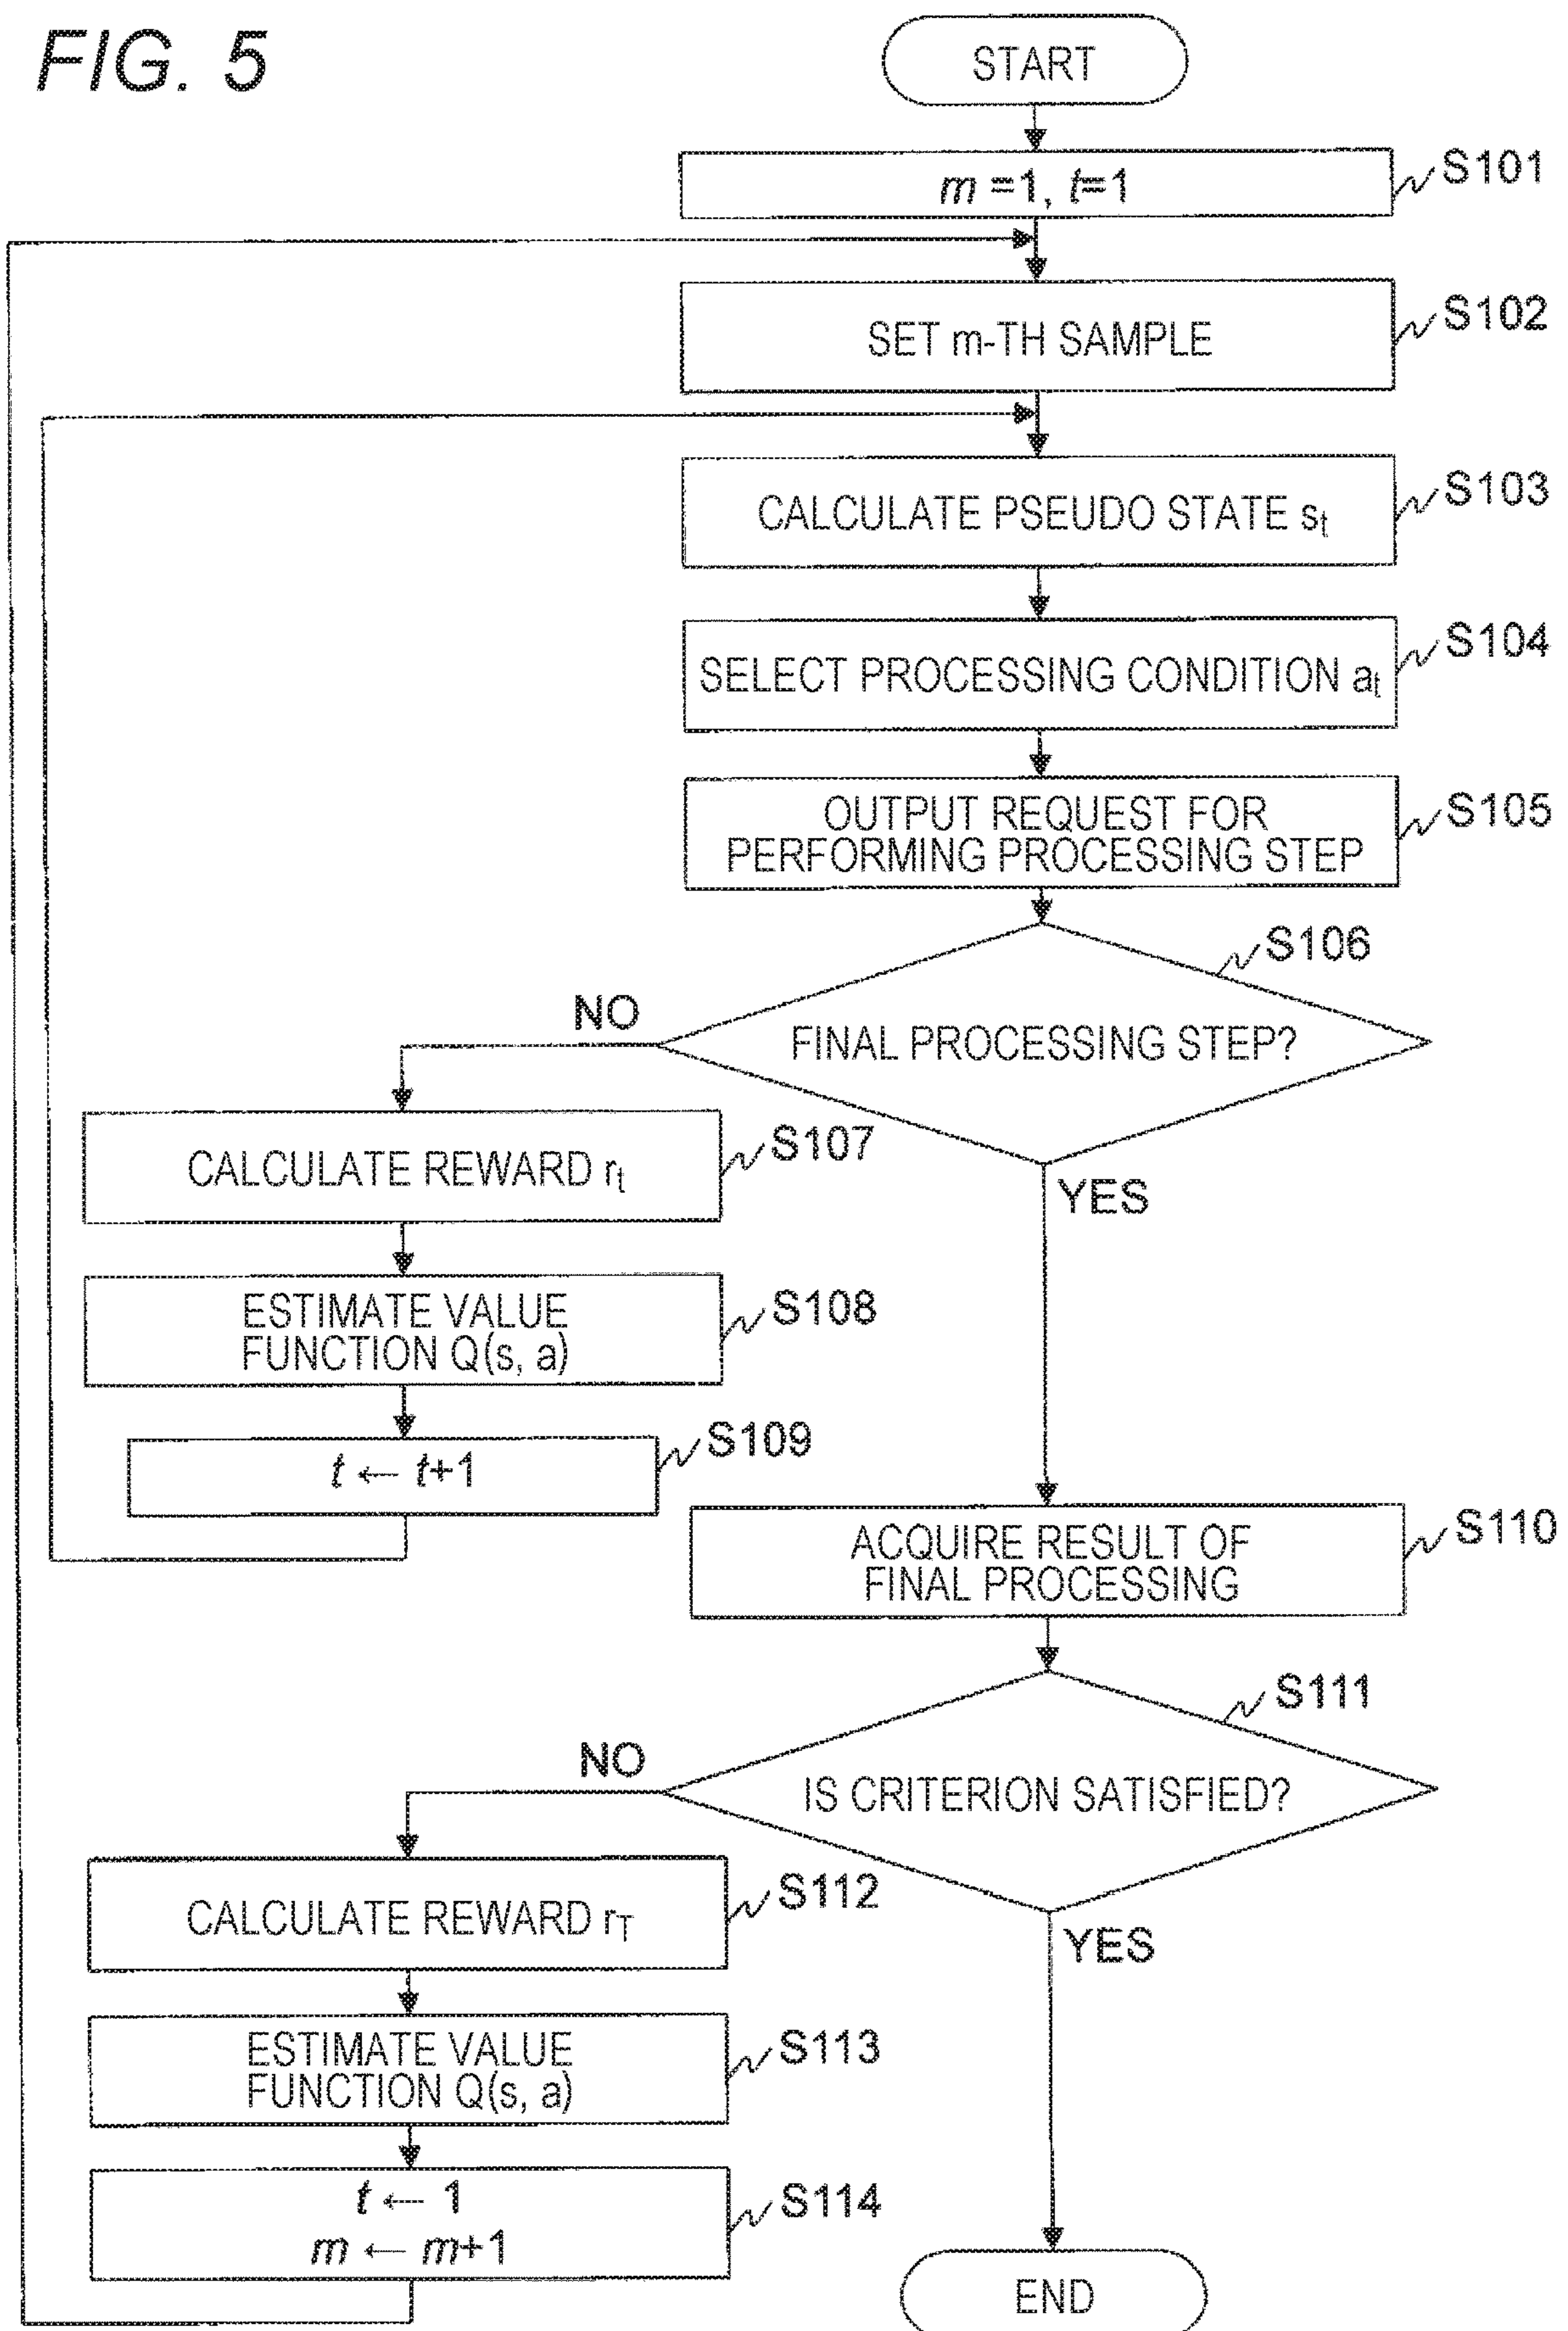 FIG. 5
START
m =1, t=1
S101
SET m-TH SAMPLE
S102
CALCULATE PSEUDO STATE st
S103
SELECT PROCESSING CONDITION at
S104
OUTPUT REQUEST FOR
PERFORMING PROCESSING STEP
S105
S106
FINAL PROCESSING STEP?
NO
YES
CALCULATE REWARD rt
S107
ESTIMATE VALUE
FUNCTION Q(s, a)
S108
t ← t+1
S109
ACQUIRE RESULT OF
FINAL PROCESSING
S110
S111
IS CRITERION SATISFIED?
NO
YES
CALCULATE REWARD rT
S112
ESTIMATE VALUE
FUNCTION Q(s, a)
S113
t ← 1
m ← m+1
S114
END